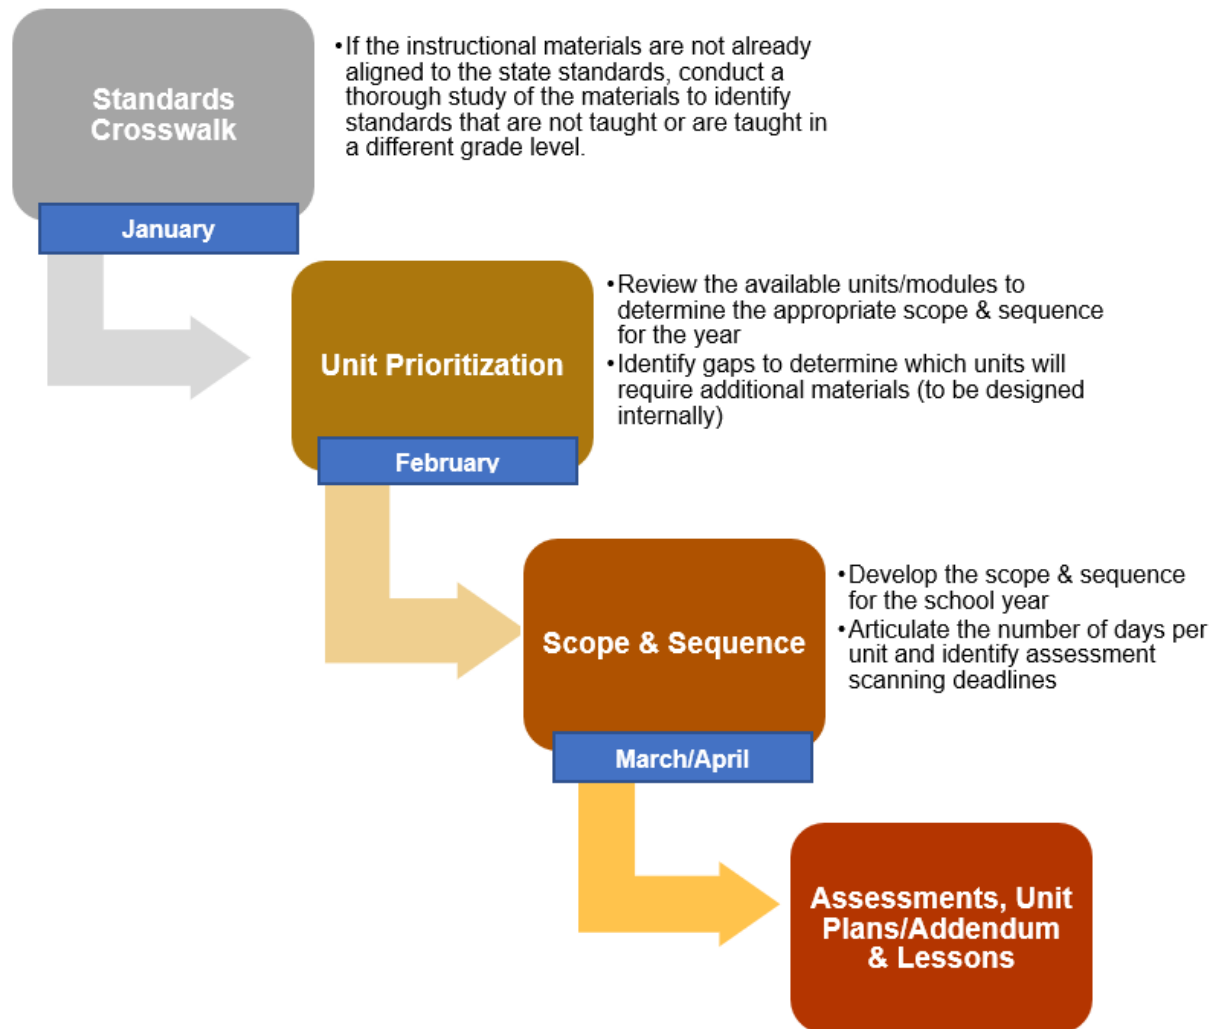 Standards
Crosswalk
January
•If the instructional materials are not already
aligned to the state standards, conduct a
thorough study of the materials to identify
standards that are not taught or are taught in
a different grade level.
Unit Prioritization
February
•Review the available units/modules to
determine the appropriate scope & sequence
for the year
•Identify gaps to determine which units will
require additional materials (to be designed
internally)
Scope & Sequence
March/April
•Develop the scope & sequence
for the school year
•Articulate the number of days per
unit and identify assessment
scanning deadlines
Assessments, Unit
Plans/Addendum
& Lessons